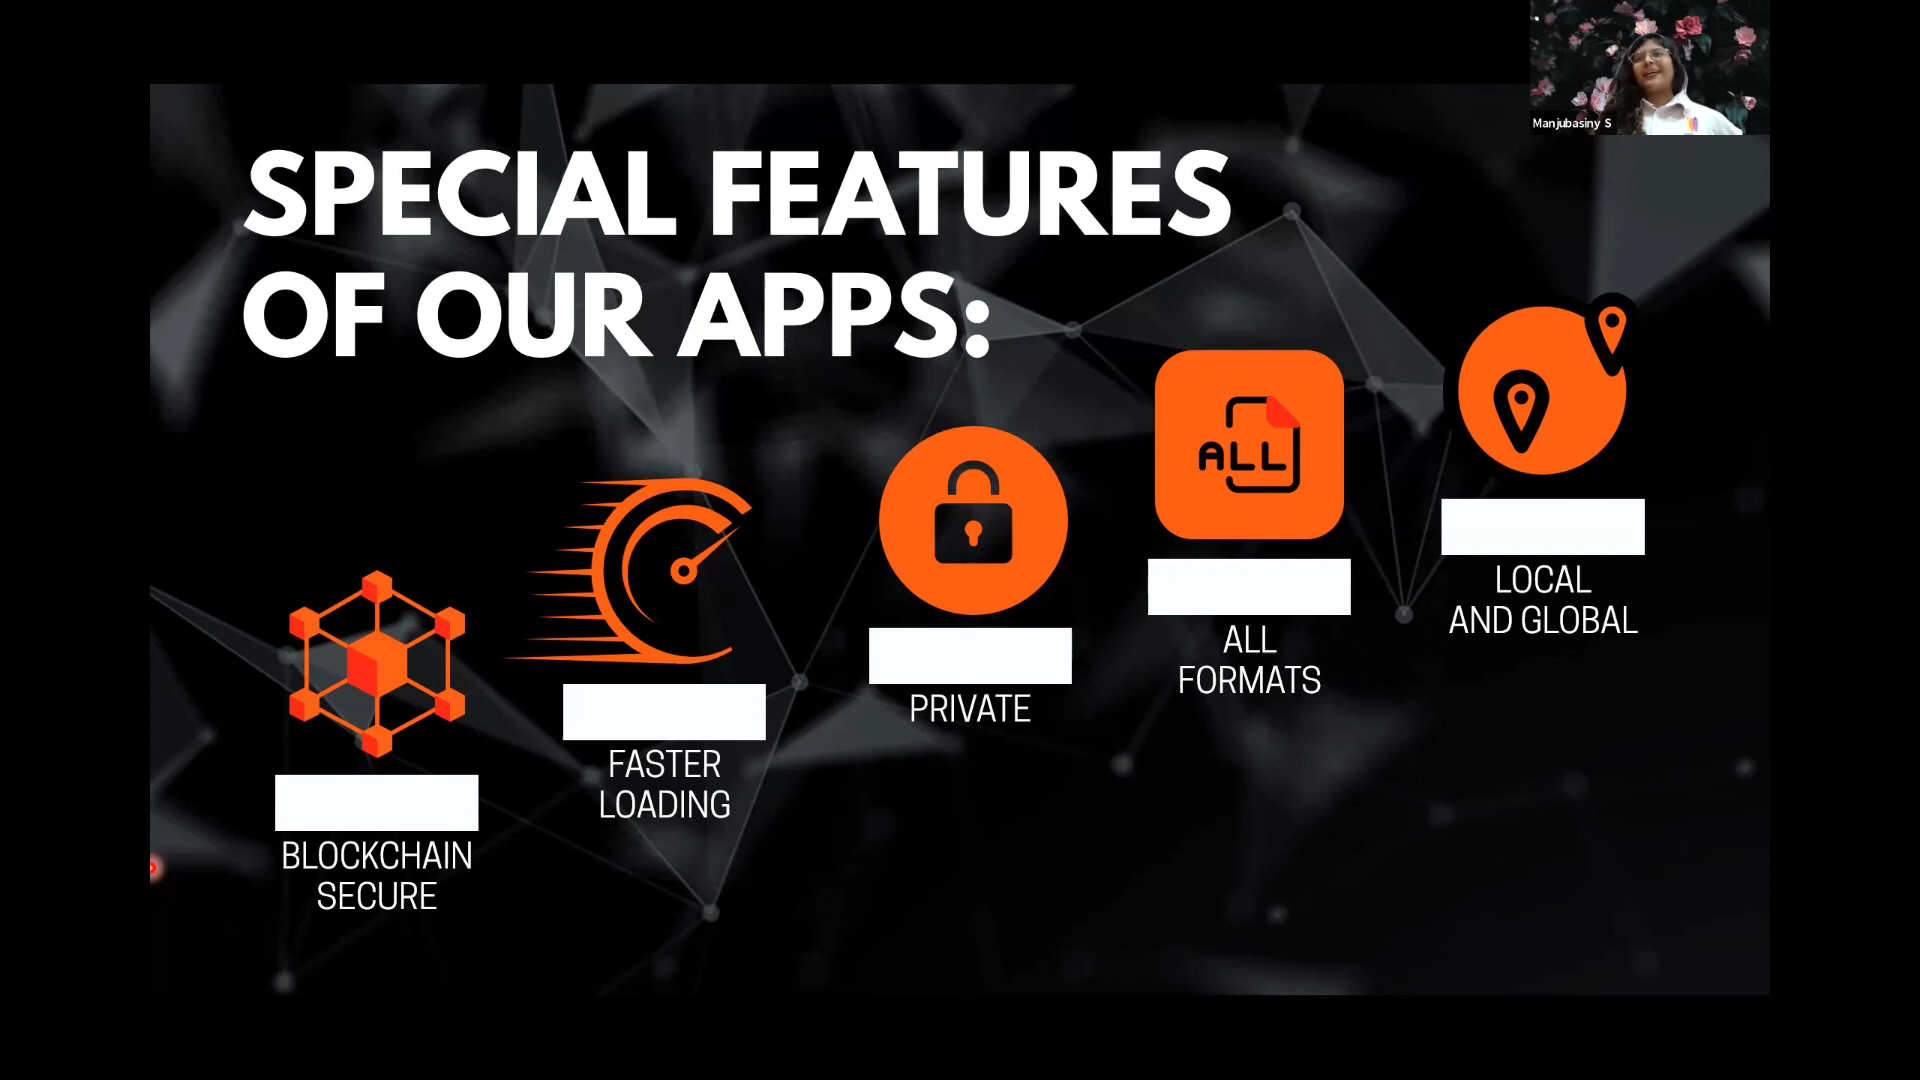 Manjubasiny S
SPECIAL FEATURES
OF OUR APPS:
BLOCKCHAIN
SECURE
FASTER
LOADING
PRIVATE
ALL
ALL
FORMATS
LOCAL
AND GLOBAL